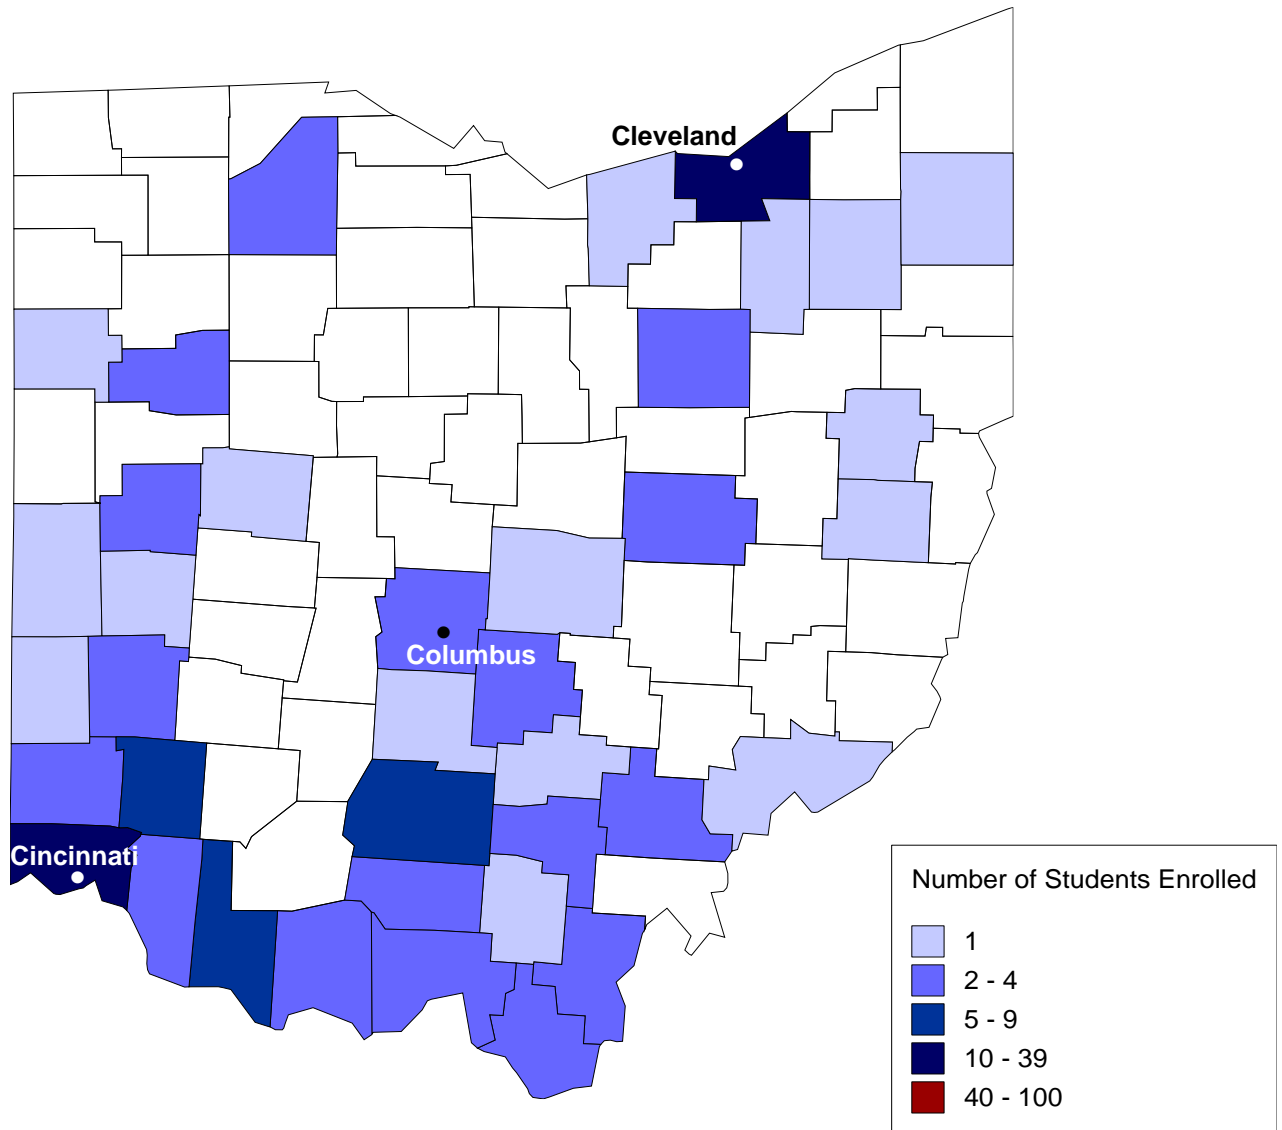 Cleveland
Columbus
Cincinnati
Number of Students Enrolled
1
2 - 4
5 - 9
10 - 39
40 - 100